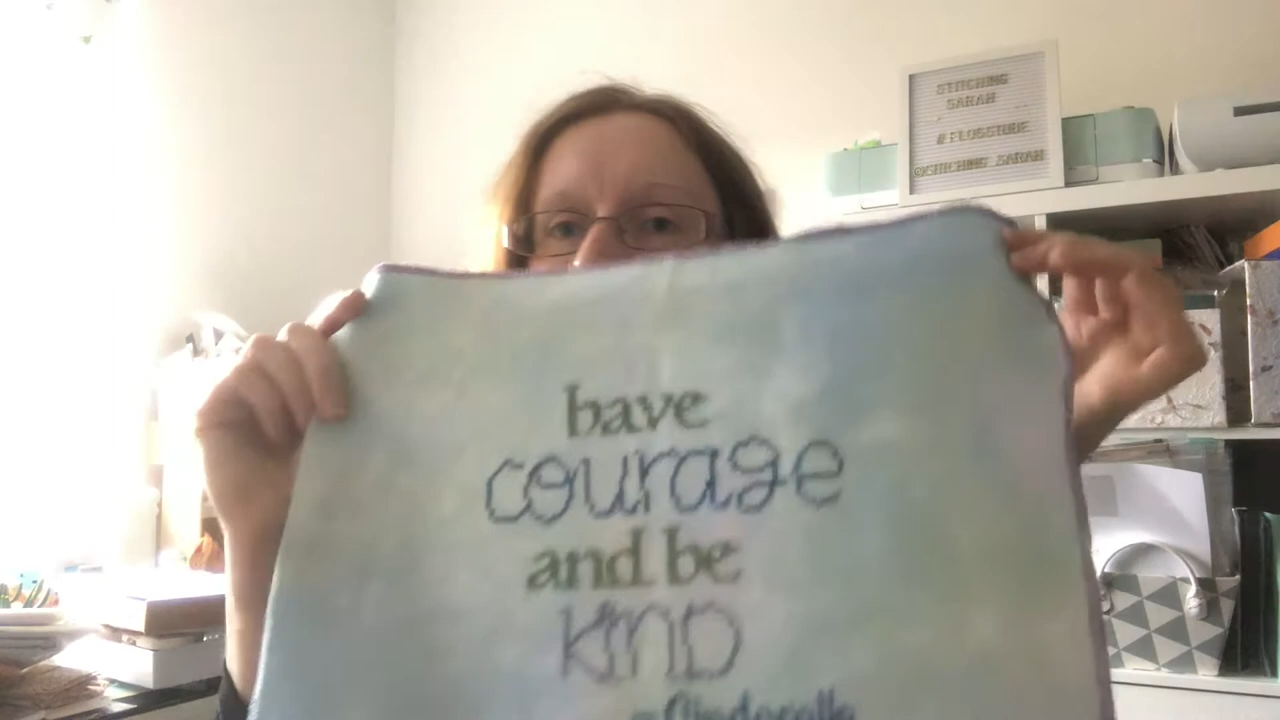 STITCHING
SARAH
#FLOSSTUBE
@STITCHING_SARAH
have
courage
and be
KIND